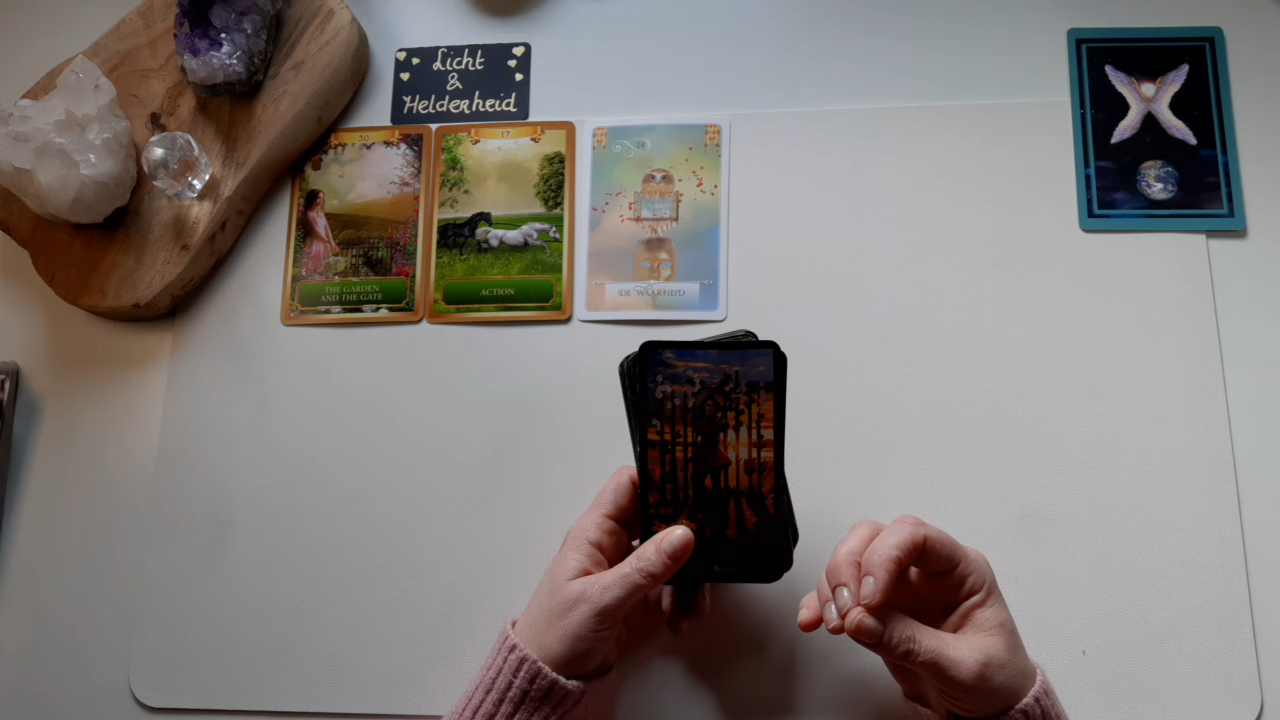 Licht
&
Helderheid
30
THE GARDEN
AND THE GATE
17
ACTION
DE WAARHEID